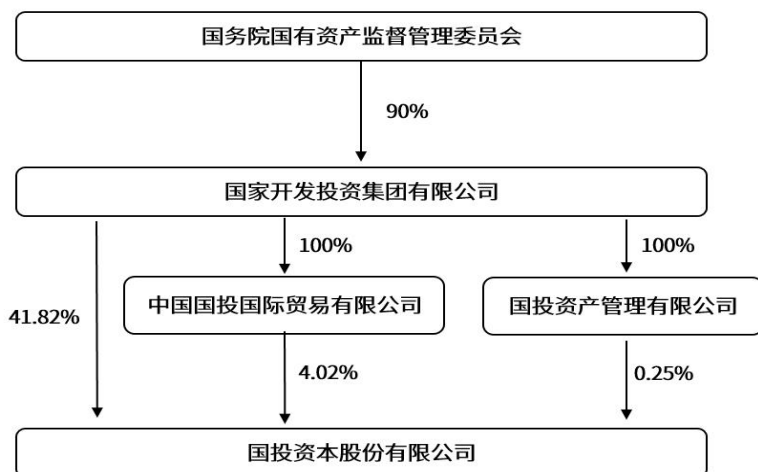 国务院国有资产监督管理委员会
90%
国家开发投资集团有限公司
100%
100%
中国国投国际贸易有限公司
国投资产管理有限公司
41.82%
4.02%
0.25%
国投资本股份有限公司